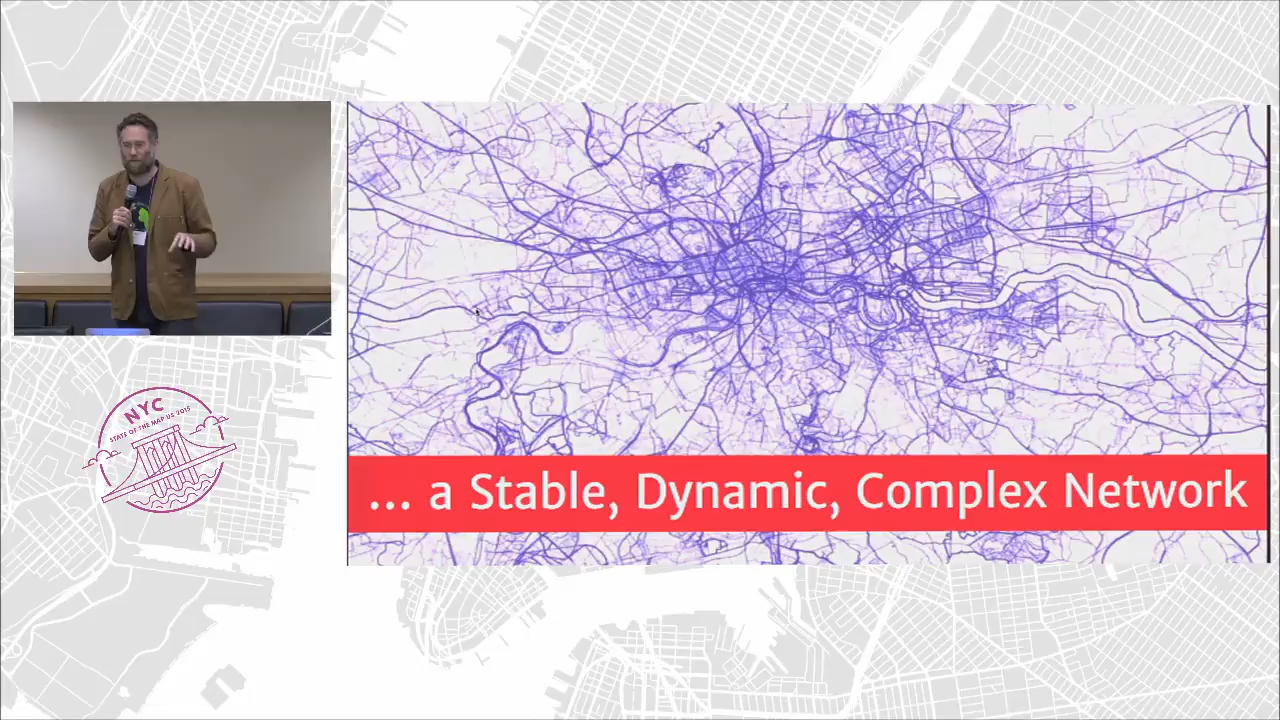 NYC
STATE OF THE MAP US 2015
... a Stable, Dynamic, Complex Network